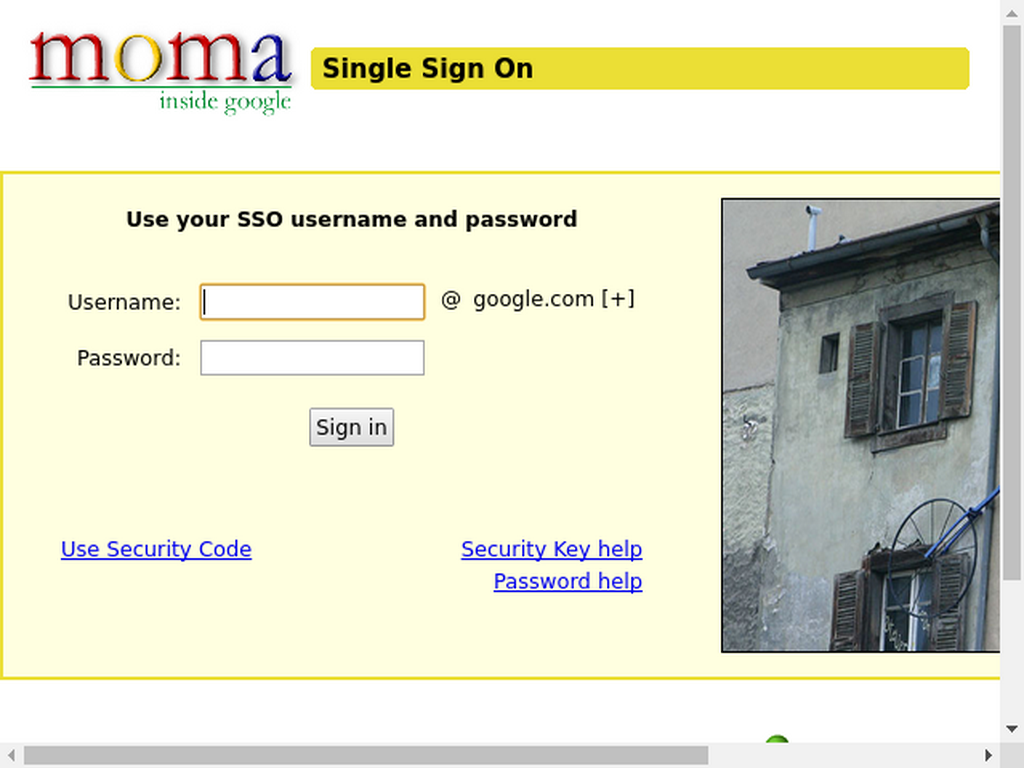 moma
inside google
Single Sign On
Use your SSO username and password
Username: @ google.com [+]
Password:
Sign in
Use Security Code
Security Key help
Password help